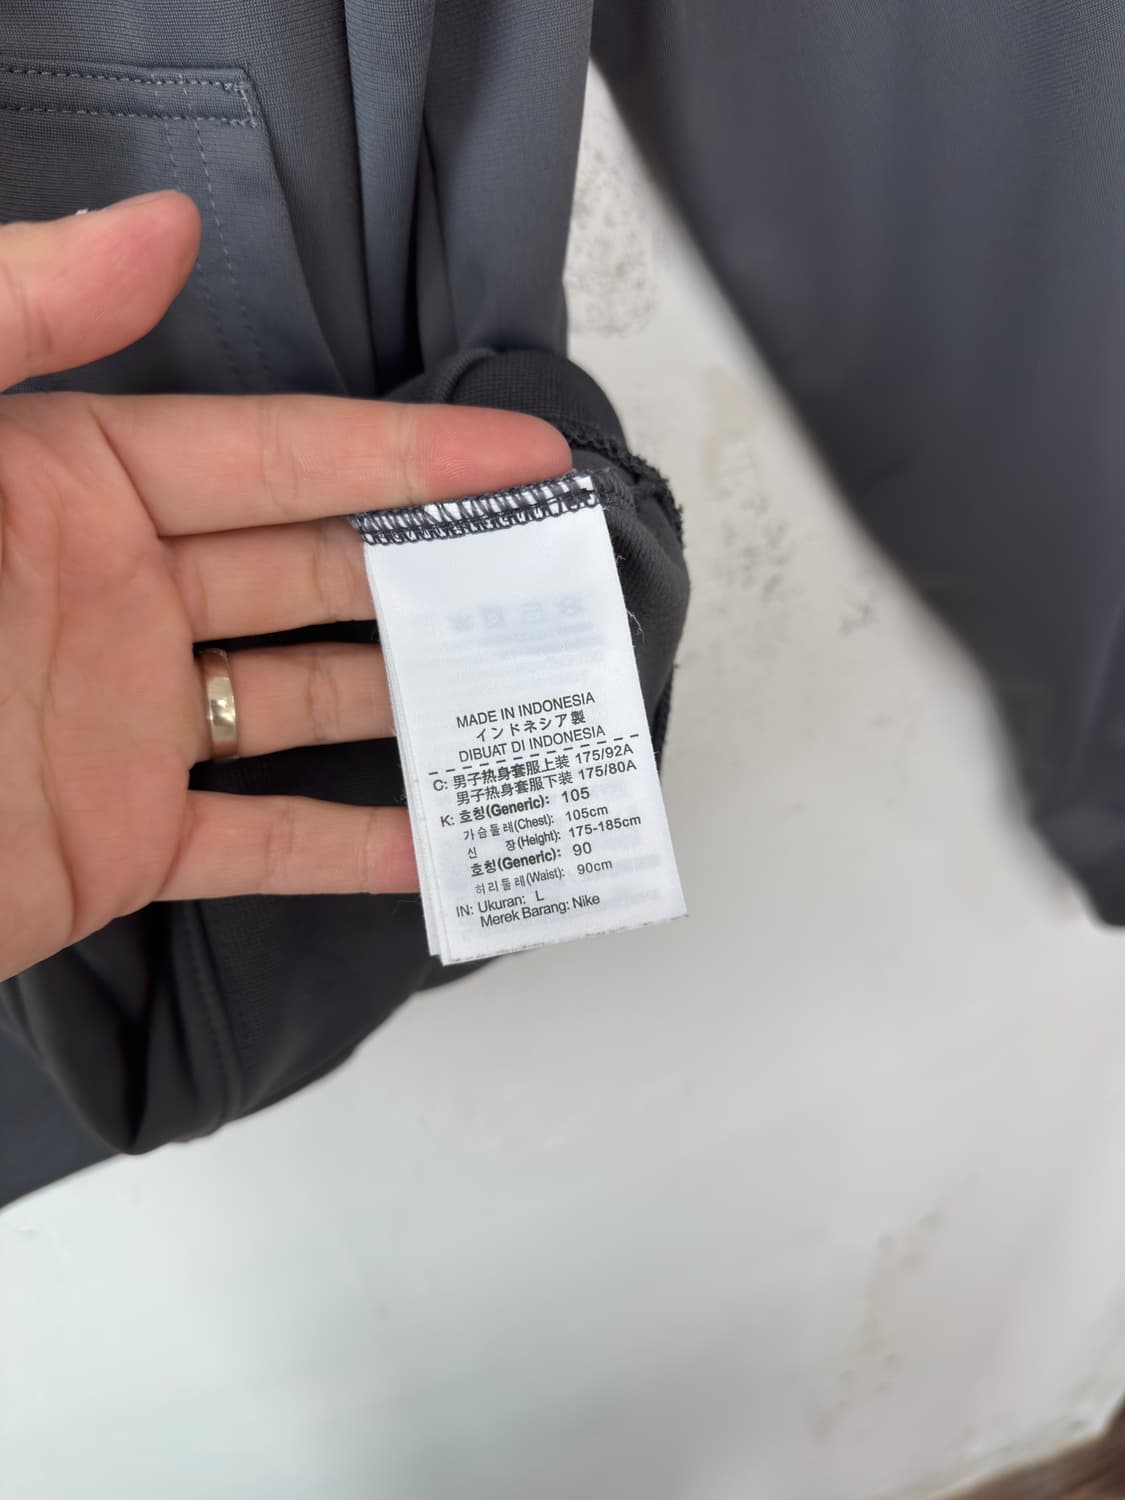 MADE IN INDONESIA
インドネシア製
DIBUAT DI INDONESIA
C: 男子热身套服上装 175/92A
男子热身套服下装 175/80A
K: 호칭(Generic): 105
가슴둘레(Chest): 105cm
신 장(Height): 175-185cm
호칭(Generic): 90
허리둘레(Waist): 90cm
IN: Ukuran: L
Merek Barang: Nike